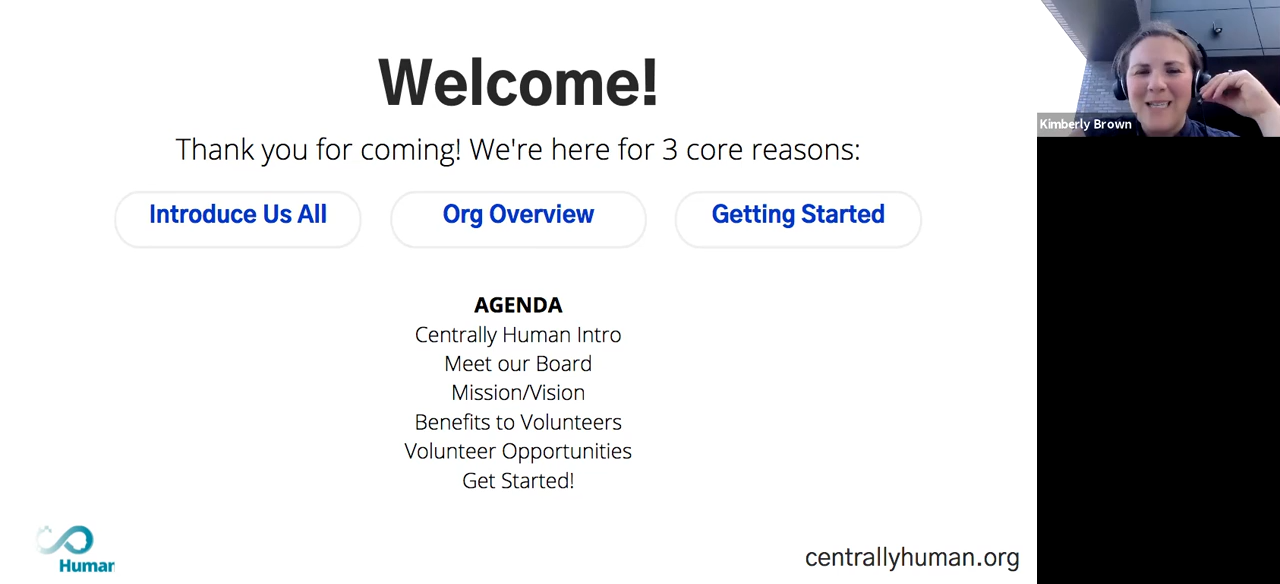 Welcome!
Thank you for coming! We're here for 3 core reasons:
Introduce Us All
Org Overview
Getting Started
AGENDA
Centrally Human Intro
Meet our Board
Mission/Vision
Benefits to Volunteers
Volunteer Opportunities
Get Started!
Human
centrallyhuman.org
Kimberly Brown